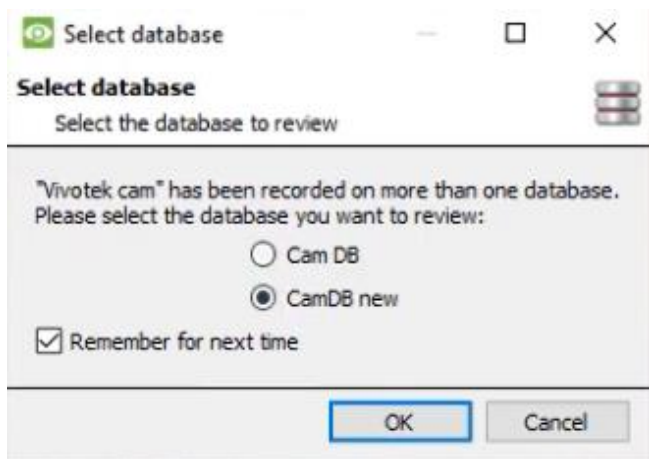 Select database
Select database
Select the database to review
"Vivotek cam" has been recorded on more than one database.
Please select the database you want to review:
Cam DB
CamDB new
Remember for next time
OK
Cancel